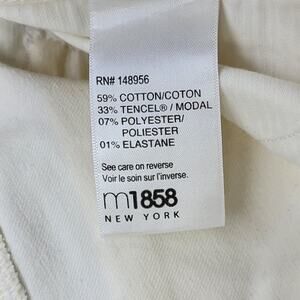 RN# 148956
59% COTTON/COTON
33% TENCEL® / MODAL
07% POLYESTER/
POLIESTER
01% ELASTANE
See care on reverse
Voir le soin sur l'inverse.
m1858
NEW YORK